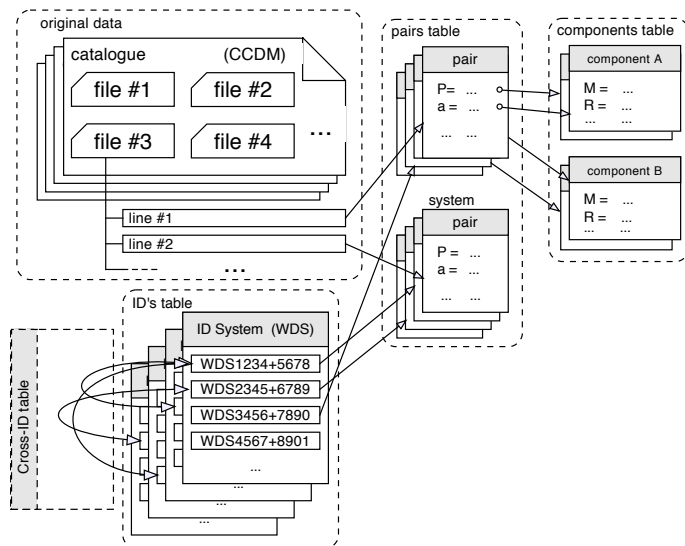 original data
catalogue (CCDM)
file #1
file #2
file #3
file #4
...
line #1
line #2
...
pairs table
pair
P= ...
a = ...
... ...
system
pair
P = ...
a = ...
... ...
components table
component A
M = ...
R = ...
... ...
component B
M = ...
R = ...
... ...
ID's table
ID System (WDS)
WDS1234+5678
WDS2345+6789
WDS3456+7890
WDS4567+8901
...
...
...
...
Cross-ID table